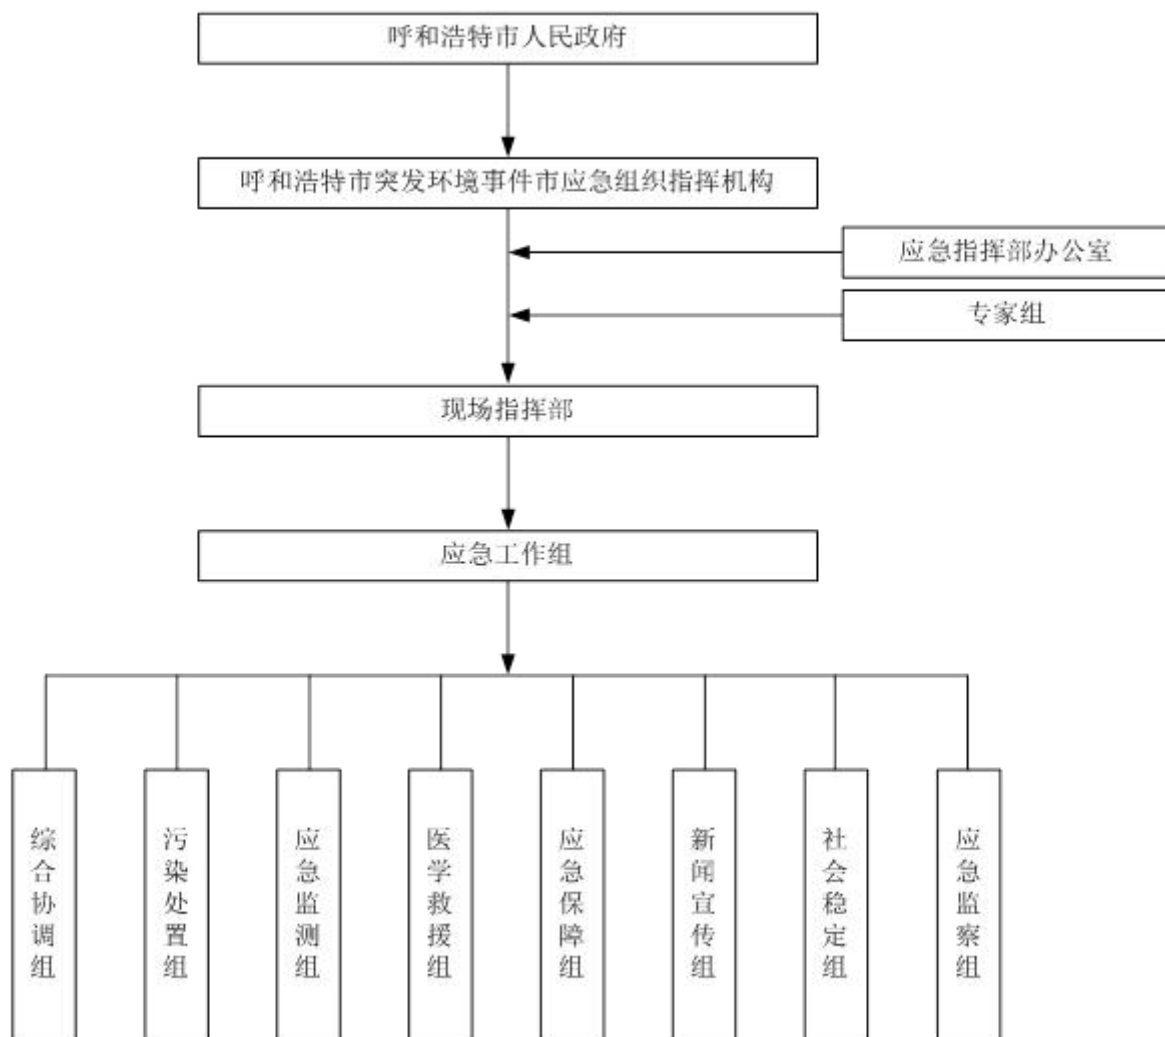 呼和浩特市人民政府
呼和浩特市突发环境事件市应急组织指挥机构
应急指挥部办公室
专家组
现场指挥部
应急工作组
综合协调组
污染处置组
应急监测组
医学救援组
应急保障组
新闻宣传组
社会稳定组
应急监察组